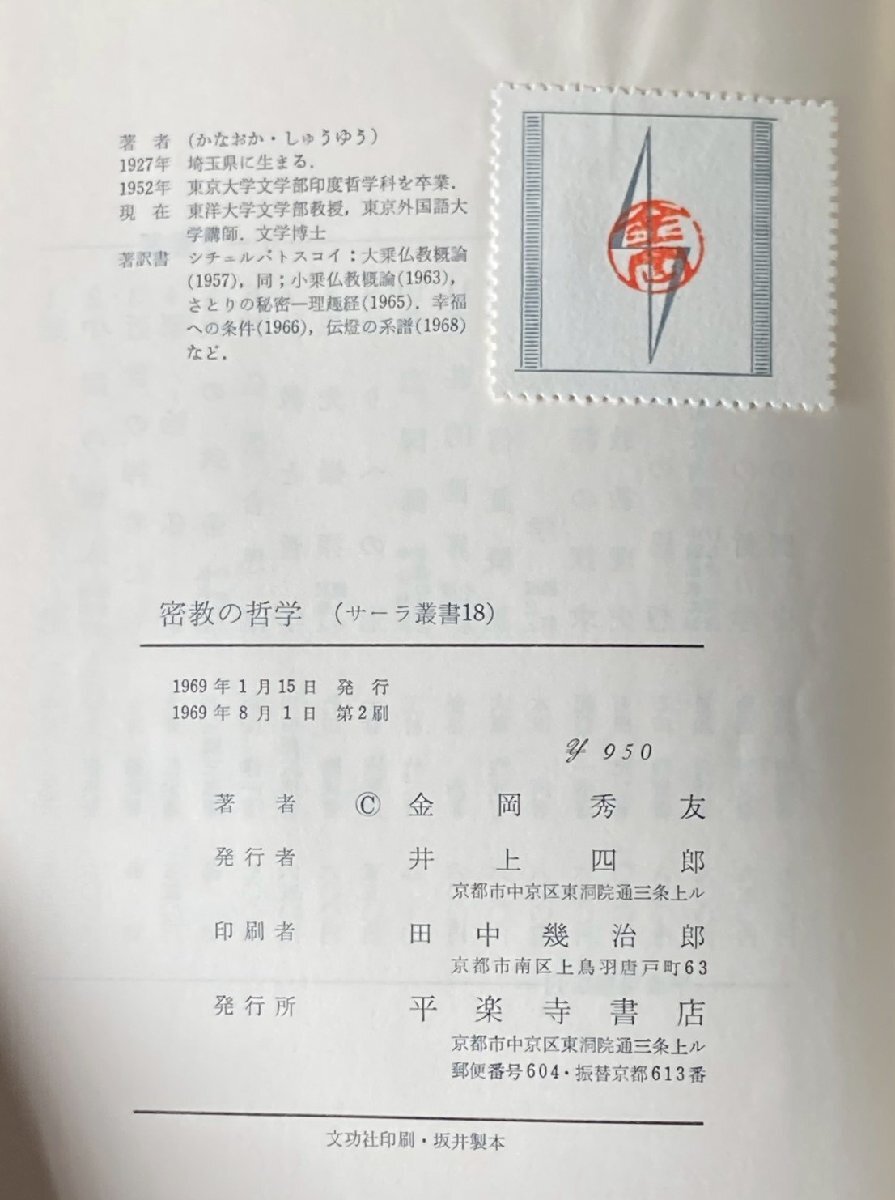 著者 (かなおか・しゅうゆう)
1927年 埼玉県に生まる.
1952年 東京大学文学部印度哲学科を卒業.
現在 東洋大学文学部教授, 東京外国語大
学講師. 文学博士
著訳書 シチェルバトスコイ:大乗仏教概論
(1957), 同;小乗仏教概論(1963),
さとりの秘密―理趣経(1965). 幸福
への条件(1966), 伝燈の系譜(1968)
など.
密教の哲学 (サーラ叢書18)
1969年1月15日 発行
1969年8月1日 第2刷
¥ 950
著者 © 金岡秀友
発行者 井上四郎
京都市中京区東洞院通三条上ル
印刷者 田中幾治郎
京都市南区上鳥羽唐戸町63
発行所 平楽寺書店
京都市中京区東洞院通三条上ル
郵便番号604・振替京都613番
文功社印刷・坂井製本